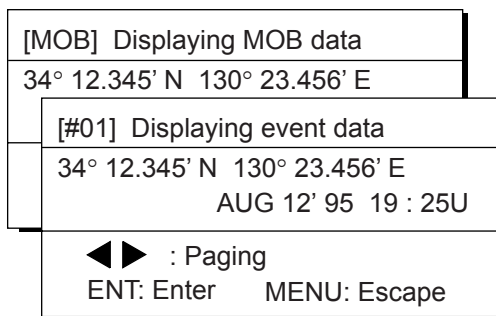 [MOB] Displaying MOB data
34° 12.345’ N 130° 23.456’ E
[#01] Displaying event data
34° 12.345’ N 130° 23.456’ E
AUG 12’ 95 19 : 25U
◀ ▶ : Paging
ENT: Enter MENU: Escape